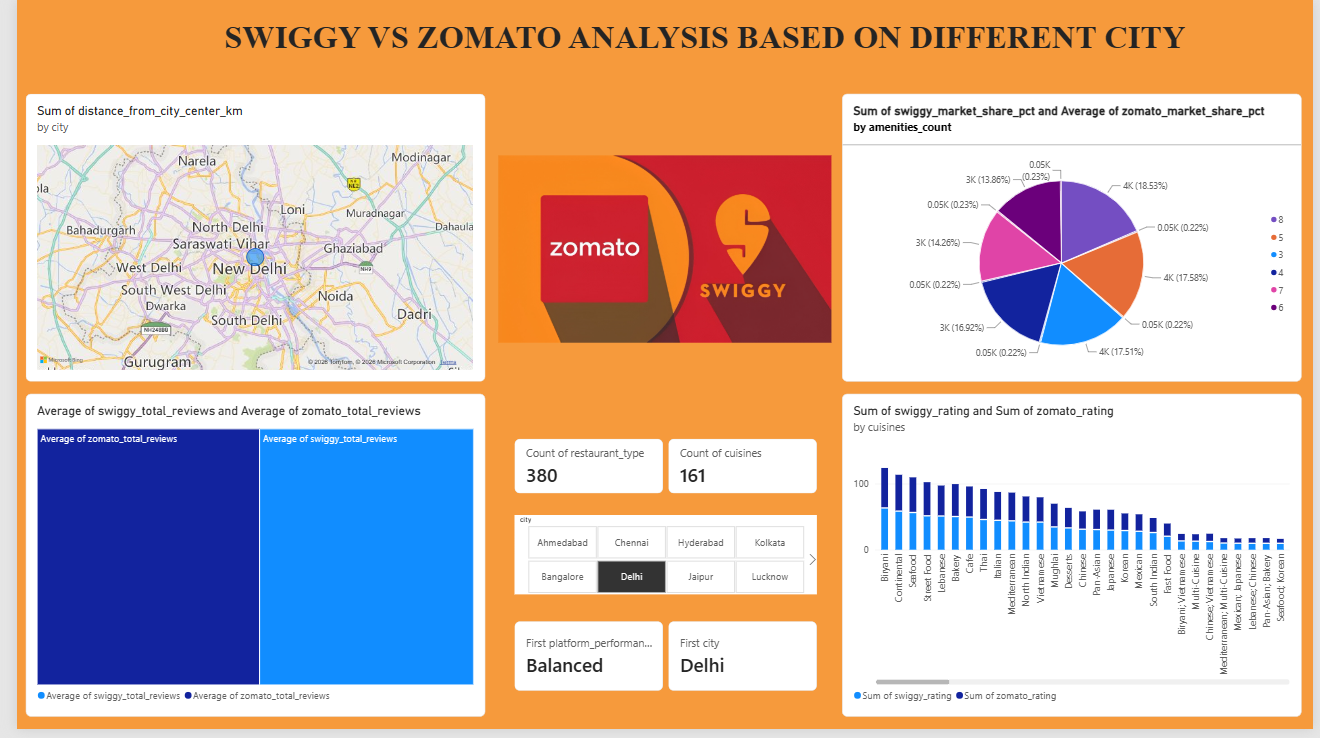 SWIGGY VS ZOMATO ANALYSIS BASED ON DIFFERENT CITY
Sum of distance_from_city_center_km
by city
Narela
Modinagar
NE2
Loni
Muradnagar
Bahadurgarh
North Delhi
Dahaula
Saraswati Vihar
Ghaziabad
West Delhi
New Delhi
NH9
South West Delhi
Noida
Dwarka
Dadri
South Delhi
Gurugram
Microsoft Bing
© 2026 TomTom, © 2026 Microsoft Corporation Terms
zomato
SWIGGY
Sum of swiggy_market_share_pct and Average of zomato_market_share_pct
by amenities_count
0.05K
(0.23%)
3K (13.86%)
4K (18.53%)
0.05K (0.23%)
0.05K (0.22%)
3K (14.26%)
4K (17.58%)
0.05K (0.22%)
3K (16.92%)
0.05K (0.22%)
0.05K (0.22%)
4K (17.51%)
8
5
3
4
7
6
Average of swiggy_total_reviews and Average of zomato_total_reviews
Average of zomato_total_reviews
Average of swiggy_total_reviews
Average of swiggy_total_reviews
Average of zomato_total_reviews
Count of restaurant_type
380
Count of cuisines
161
city
Ahmedabad
Chennai
Hyderabad
Kolkata
Bangalore
Delhi
Jaipur
Lucknow
First platform_performan...
Balanced
First city
Delhi
Sum of swiggy_rating and Sum of zomato_rating
by cuisines
100
0
Biryani
Continental
Seafood
Street Food
Lebanese
Bakery
Cafe
Thai
Italian
Mediterranean
North Indian
Vietnamese
Mughlai
Desserts
Chinese
Pan-Asian
Japanese
Korean
Mexican
South Indian
Fast Food
Biryani; Vietnamese
Multi-Cuisine
Chinese; Vietnamese
Mediterranean; Multi-Cuisine
Mexican; Japanese
Lebanese; Chinese
Pan-Asian; Bakery
Seafood; Korean
Sum of swiggy_rating
Sum of zomato_rating